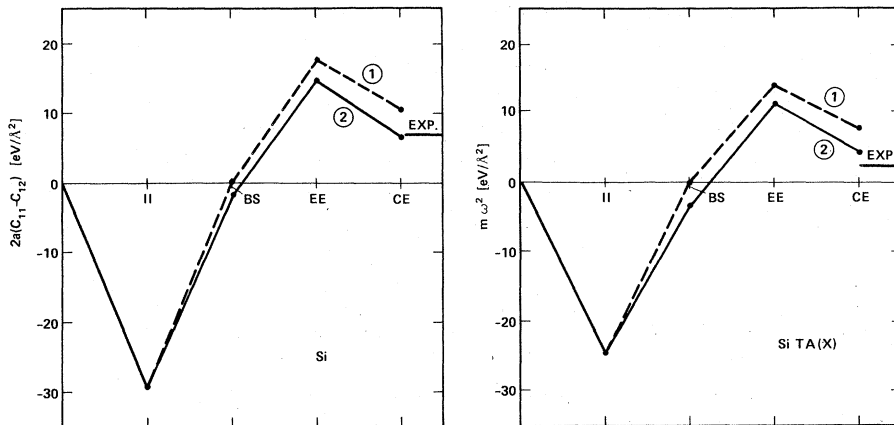 20
10
0
-10
-20
-30
2a(C₁₁-C₁₂) [eV/Å²]
II
BS
EE
CE
①
②
EXP.
Si
20
10
0
-10
-20
-30
m ω² [eV/Å²]
II
BS
EE
CE
①
②
EXP
Si TA(X)